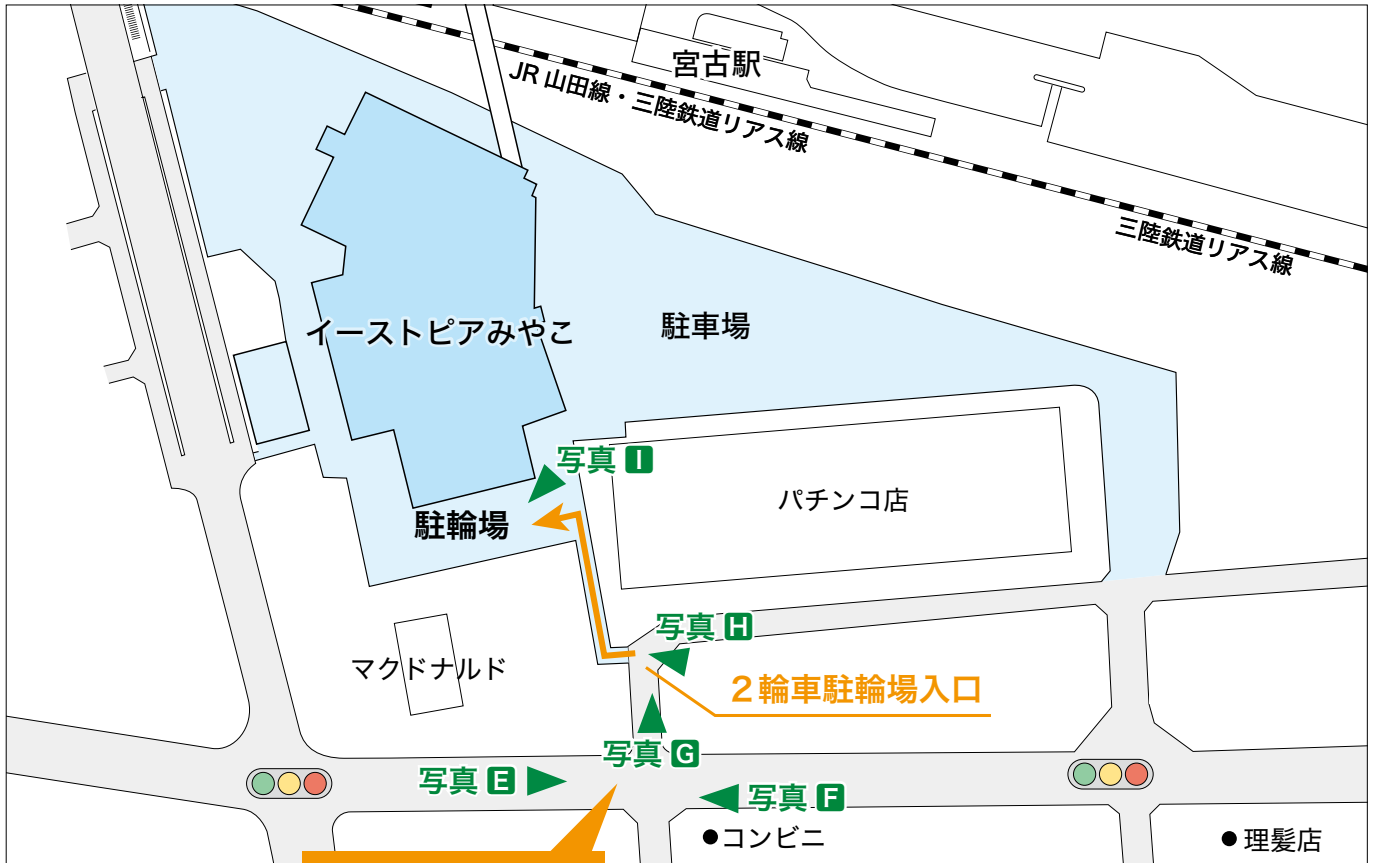 宮古駅
JR 山田線・三陸鉄道リアス線
三陸鉄道リアス線
イーストピアみやこ
駐車場
写真 I
パチンコ店
駐輪場
写真 H
マクドナルド
2輪車駐輪場入口
写真 G
写真 E
写真 F
●コンビニ
●理髪店